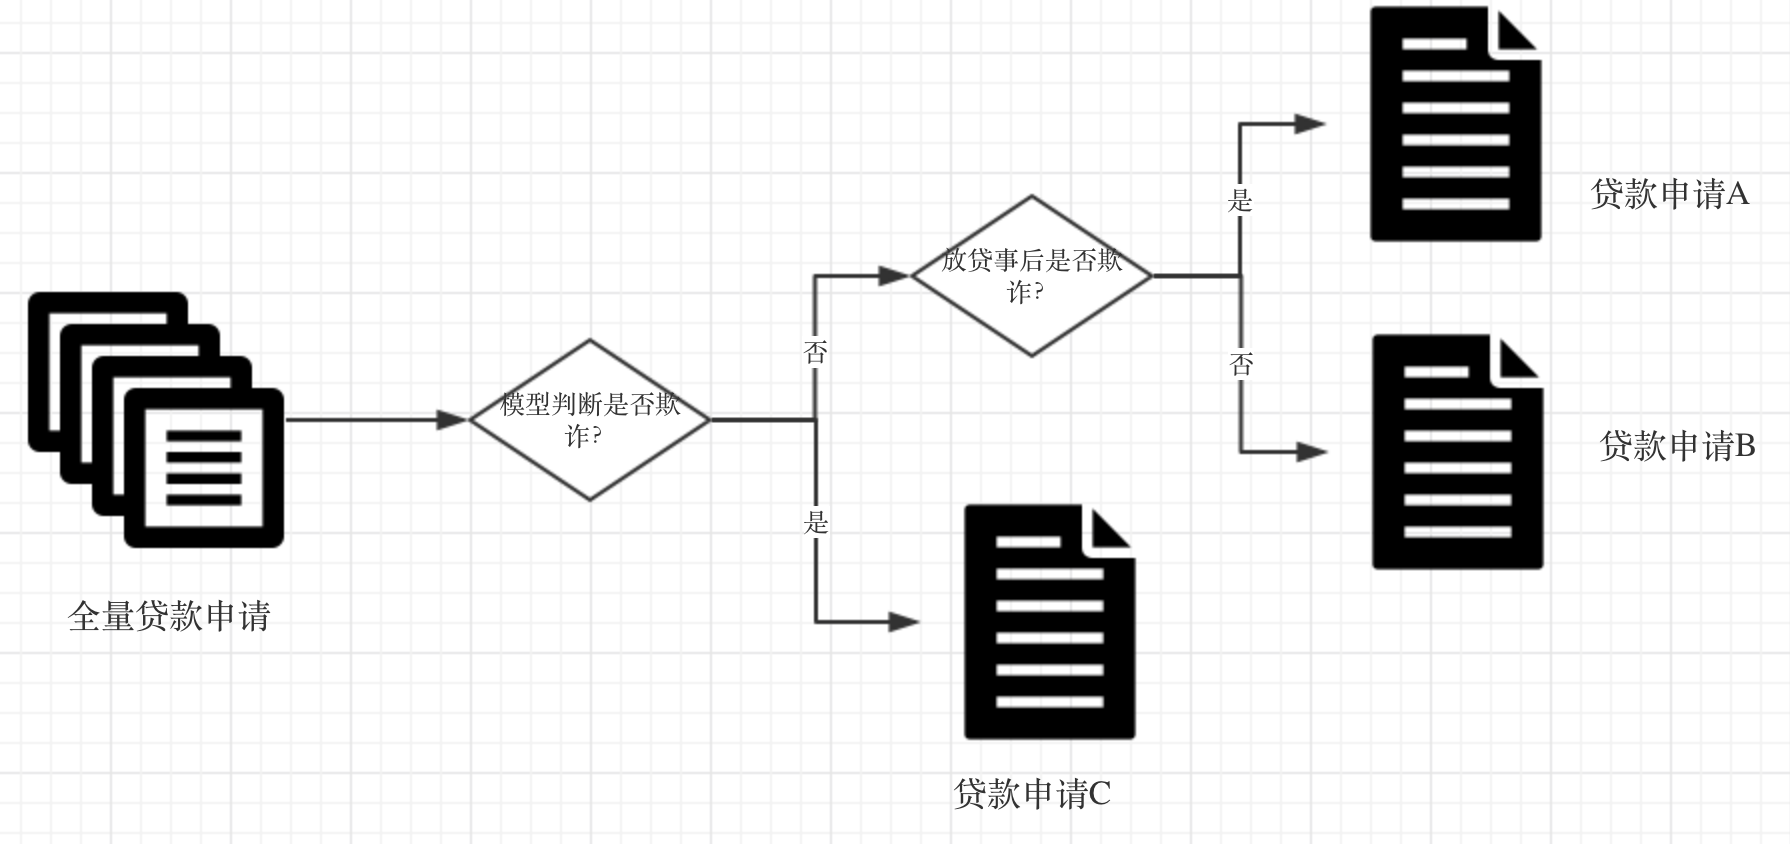 全量贷款申请
模型判断是否欺
诈?
否
是
放贷事后是否欺
诈?
是
否
贷款申请A
贷款申请B
贷款申请C